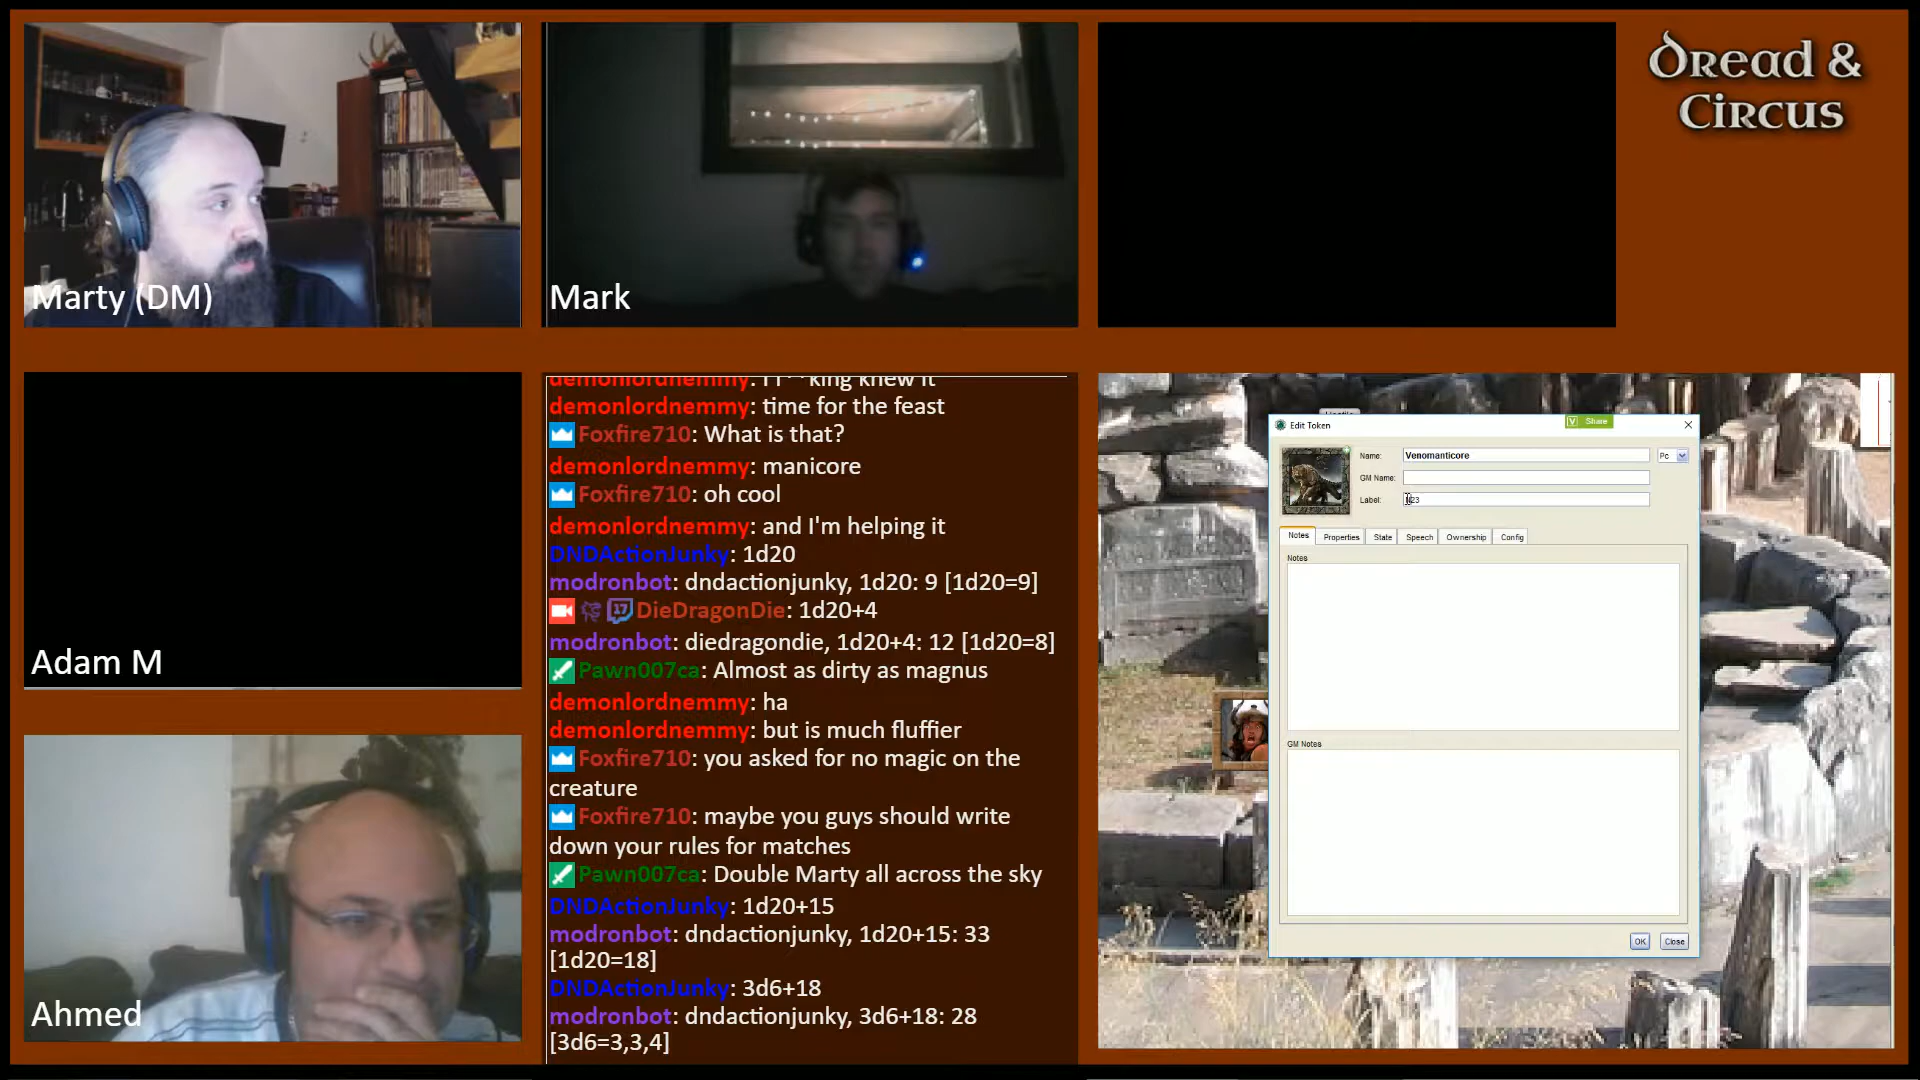 Dread &
Circus
Marty (DM)
Mark
Adam M
Ahmed
demonlordnemmy: time for the feast
Foxfire710: What is that?
demonlordnemmy: manicore
Foxfire710: oh cool
demonlordnemmy: and I'm helping it
DNDActionJunky: 1d20
modronbot: dndactionjunky, 1d20: 9 [1d20=9]
17 DieDragonDie: 1d20+4
modronbot: diedragondie, 1d20+4: 12 [1d20=8]
Pawn007ca: Almost as dirty as magnus
demonlordnemmy: ha
demonlordnemmy: but is much fluffier
Foxfire710: you asked for no magic on the
creature
Foxfire710: maybe you guys should write
down your rules for matches
Pawn007ca: Double Marty all across the sky
DNDActionJunky: 1d20+15
modronbot: dndactionjunky, 1d20+15: 33
[1d20=18]
DNDActionJunky: 3d6+18
modronbot: dndactionjunky, 3d6+18: 28
[3d6=3,3,4]
Edit Token
Share
Name: Venomanticore Pc
GM Name:
Label:
Notes Properties State Speech Ownership Config
Notes
GM Notes
OK Close